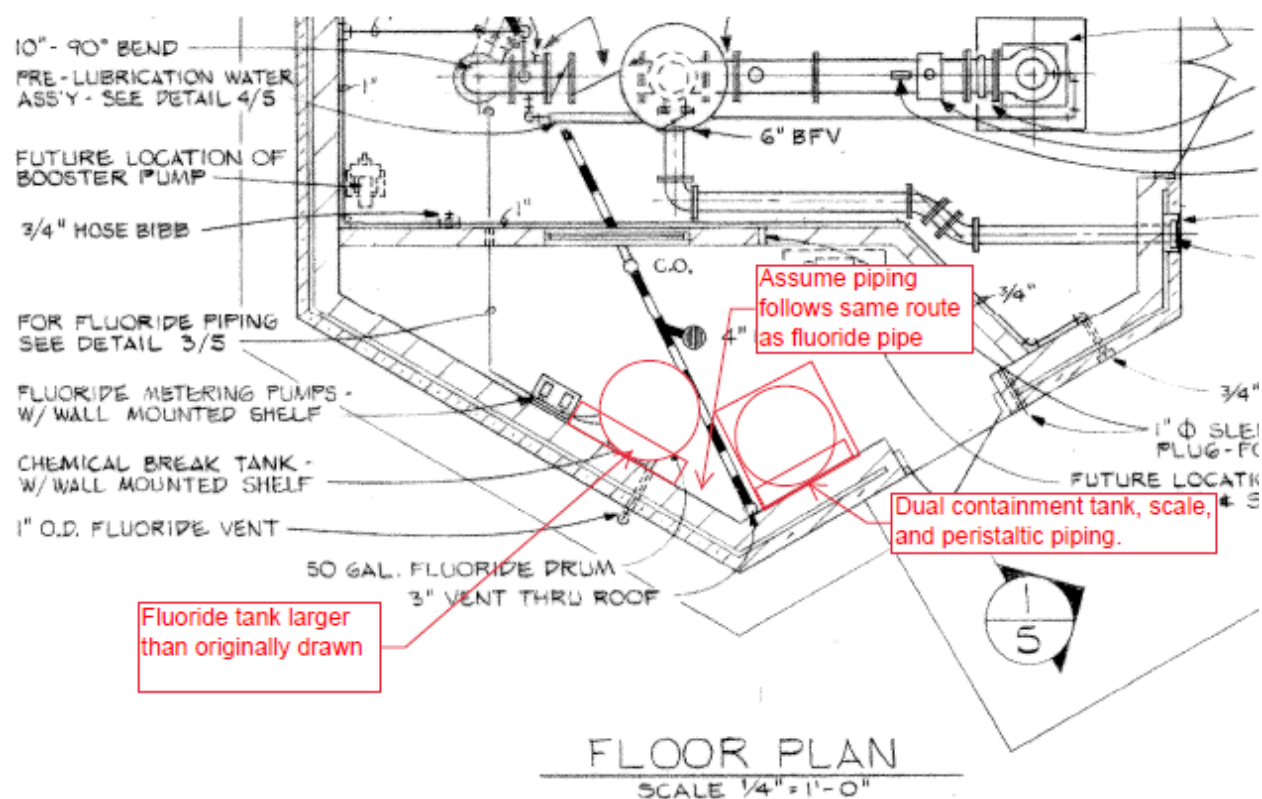 10"- 90° BEND
PRE-LUBRICATION WATER
ASS'Y - SEE DETAIL 4/5
1"
6" BFV
FUTURE LOCATION OF
BOOSTER PUMP
3/4" HOSE BIBB
1"
C.O.
Assume piping
follows same route
as fluoride pipe
3/4"
4"
FOR FLUORIDE PIPING
SEE DETAIL 3/5
FLUORIDE METERING PUMPS -
W/ WALL MOUNTED SHELF
3/4"
1" Φ
PLUG-
CHEMICAL BREAK TANK -
W/ WALL MOUNTED SHELF
FUTURE
Dual containment tank, scale,
and peristaltic piping.
1" O.D. FLUORIDE VENT
50 GAL. FLUORIDE DRUM
3" VENT THRU ROOF
Fluoride tank larger
than originally drawn
1
5
FLOOR PLAN
SCALE 1/4" = 1'-0"